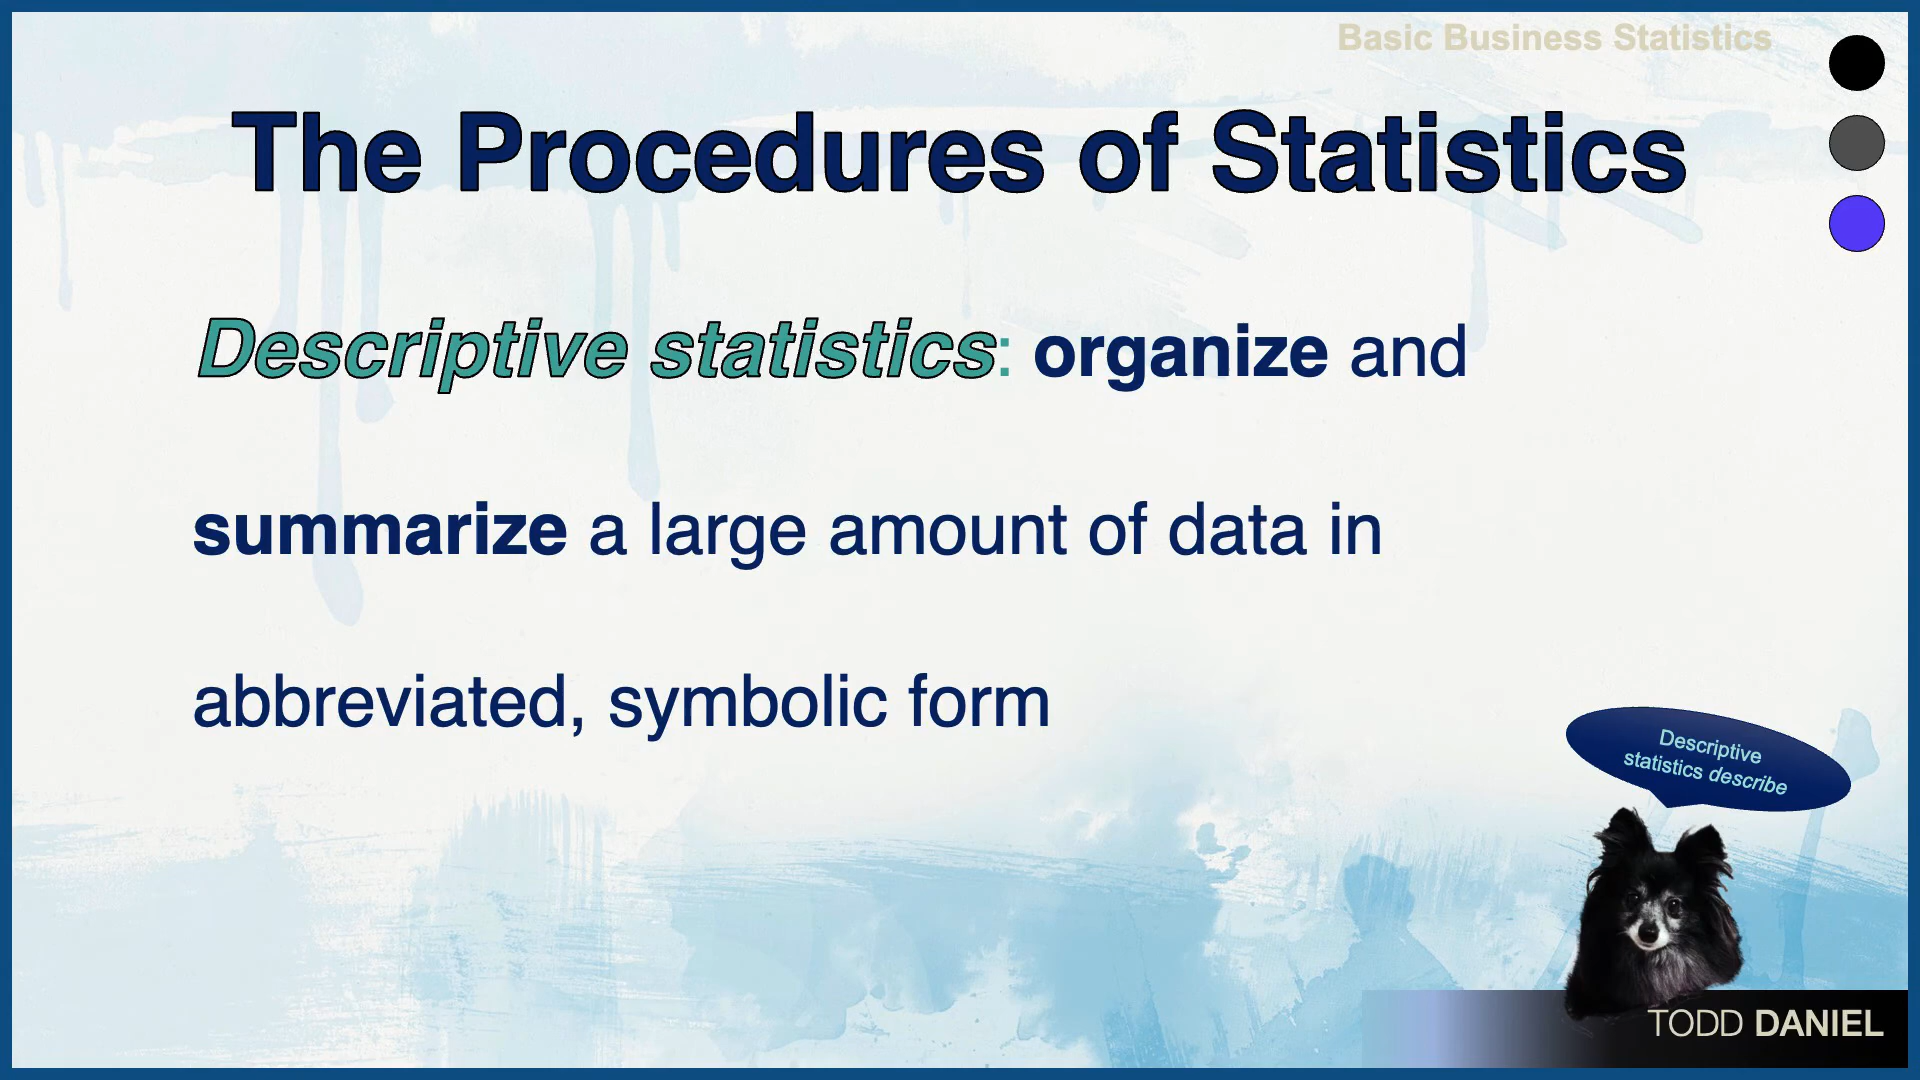 Basic Business Statistics
The Procedures of Statistics
Descriptive statistics: organize and
summarize a large amount of data in
abbreviated, symbolic form
Descriptive
statistics describe
TODD DANIEL